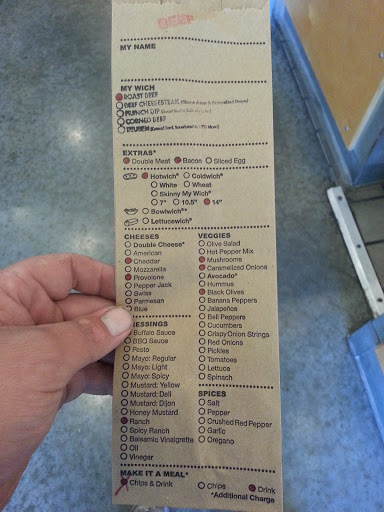 BEEF
MY NAME
MY WICH
ROAST BEEF
BEEF CHEESESTEAK
FRENCH DIP
CORNED BEEF
REUBEN
EXTRAS*
Double Meat Bacon Sliced Egg
Hotwich® Coldwich®
White Wheat
Skinny My Wich®
7" 10.5" 14"
Bowlwich®*
Lettucewich®
CHEESES
Double Cheese*
American
Cheddar
Mozzarella
Provolone
Pepper Jack
Swiss
Parmesan
Blue
RESSINGS
Buffalo Sauce
BBQ Sauce
Pesto
Mayo: Regular
Mayo: Light
Mayo: Spicy
Mustard: Yellow
Mustard: Deli
Mustard: Dijon
Honey Mustard
Ranch
Spicy Ranch
Balsamic Vinaigrette
Oil
Vinegar
VEGGIES
Olive Salad
Hot Pepper Mix
Mushrooms
Caramelized Onions
Avocado*
Hummus
Black Olives
Banana Peppers
Jalapeños
Bell Peppers
Cucumbers
Crispy Onion Strings
Red Onions
Pickles
Tomatoes
Lettuce
Spinach
SPICES
Salt
Pepper
Crushed Red Pepper
Garlic
Oregano
MAKE IT A MEAL*
Chips & Drink Chips Drink
*Additional Charge